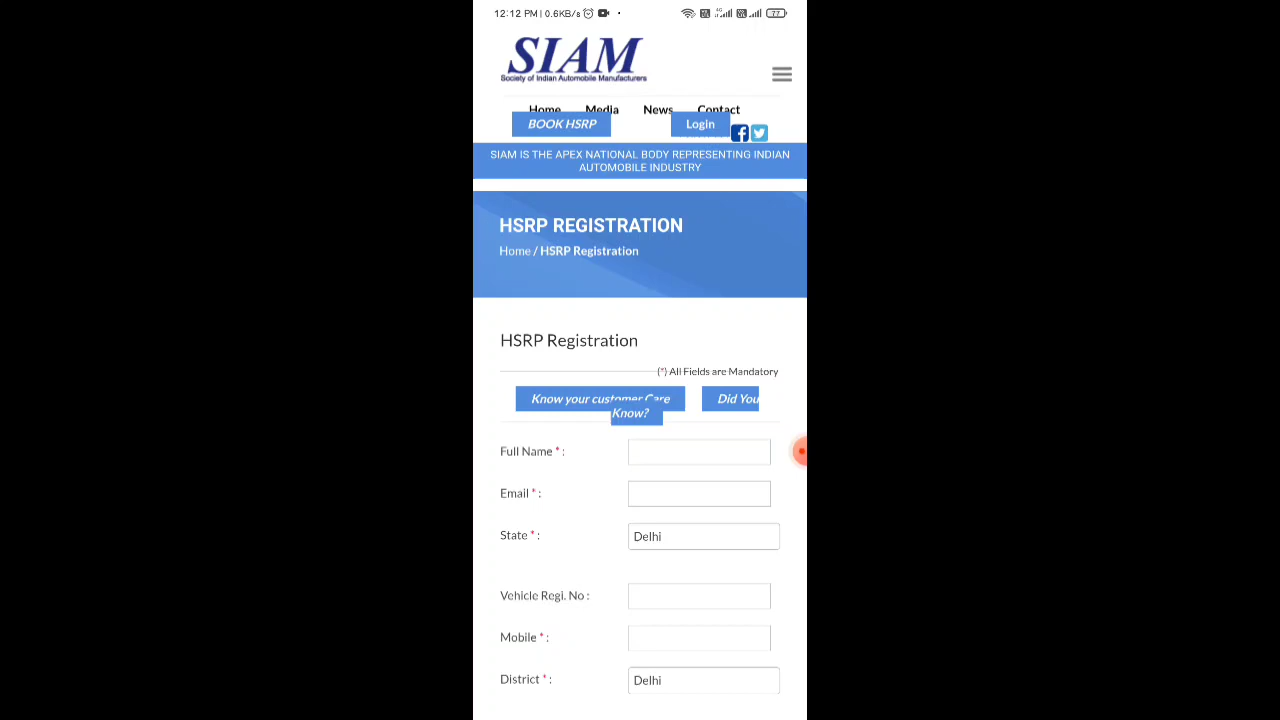 12:12 PM | 0.6KB/s
4G
77
SIAM
Society of Indian Automobile Manufacturers
Home Media News Contact
BOOK HSRP Login
SIAM IS THE APEX NATIONAL BODY REPRESENTING INDIAN
AUTOMOBILE INDUSTRY
HSRP REGISTRATION
Home / HSRP Registration
HSRP Registration
(*) All Fields are Mandatory
Know your customer Care Did You
Know?
Full Name * :
Email * :
State * : Delhi
Vehicle Regi. No :
Mobile * :
District * : Delhi